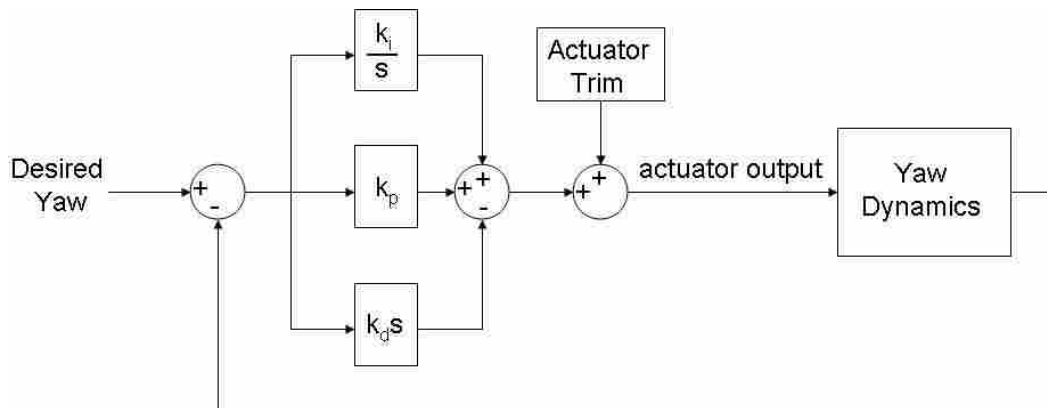 k_i
s
Actuator
Trim
Desired
Yaw
+
-
k_p
+
+
-
+
+
actuator output
Yaw
Dynamics
k_d s